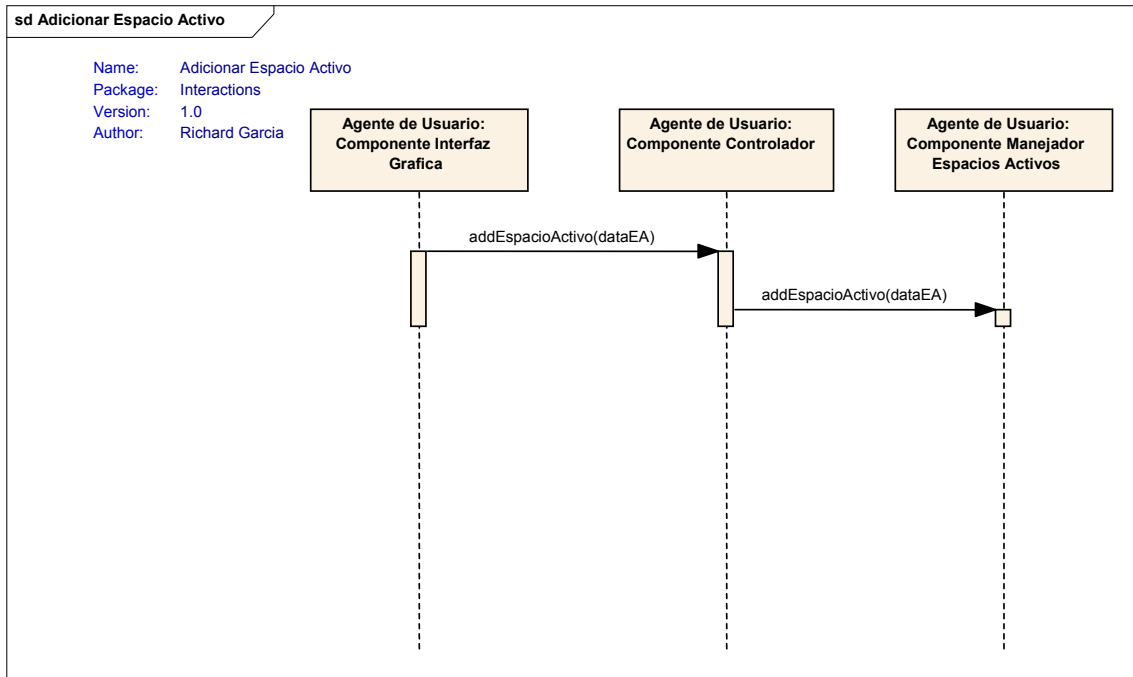 sd Adicionar Espacio Activo
Name: Adicionar Espacio Activo
Package: Interactions
Version: 1.0
Author: Richard Garcia
Agente de Usuario:
Componente Interfaz
Grafica
Agente de Usuario:
Componente Controlador
Agente de Usuario:
Componente Manejador
Espacios Activos
addEspacioActivo(dataEA)
addEspacioActivo(dataEA)